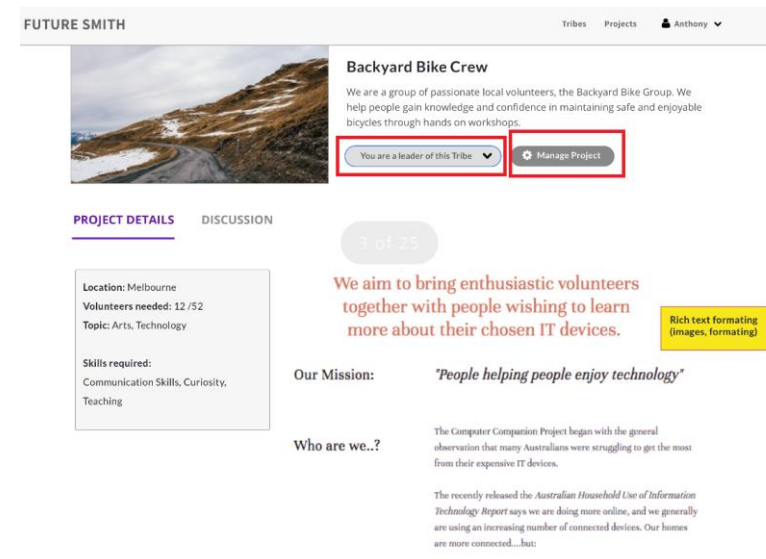 FUTURE SMITH
Tribes Projects Anthony
Backyard Bike Crew
We are a group of passionate local volunteers, the Backyard Bike Group. We
help people gain knowledge and confidence in maintaining safe and enjoyable
bicycles through hands on workshops.
You are a leader of this Tribe
Manage Project
PROJECT DETAILS DISCUSSION
3 of 25
Location: Melbourne
Volunteers needed: 12 /52
Topic: Arts, Technology
Skills required:
Communication Skills, Curiosity,
Teaching
We aim to bring enthusiastic volunteers
together with people wishing to learn
more about their chosen IT devices.
Rich text formating
(images, formating)
Our Mission: "People helping people enjoy technology"
Who are we..?
The Computer Companion Project began with the general
observation that many Australians were struggling to get the most
from their expensive IT devices.
The recently released the Australian Household Use of Information
Technology Report says we are doing more online, and we generally
are using an increasing number of connected devices. Our homes
are more connected....but: